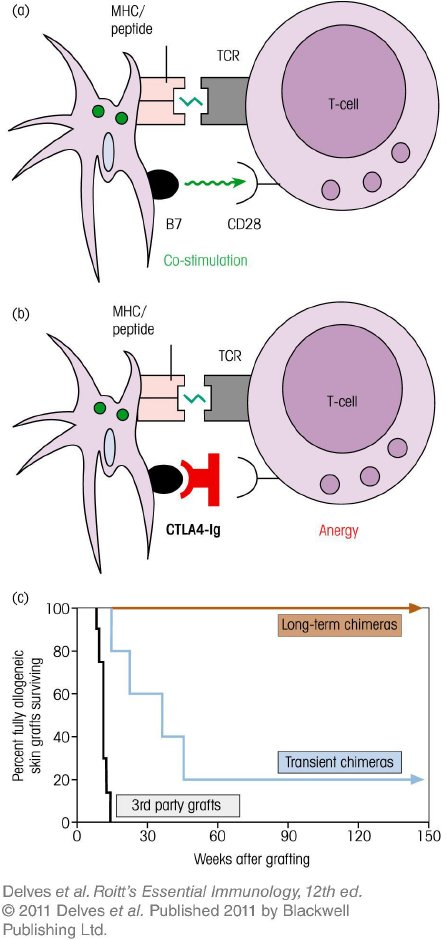 (a)
MHC/
peptide
TCR
T-cell
B7
CD28
Co-stimulation
(b)
MHC/
peptide
TCR
T-cell
CTLA4-Ig
Anergy
(c)
Percent fully allogeneic
skin grafts surviving
100
80
60
40
20
0
Long-term chimeras
Transient chimeras
3rd party grafts
0
30
60
90
120
150
Weeks after grafting
Delves et al. Roitt's Essential Immunology, 12th ed.
© 2011 Delves et al. Published 2011 by Blackwell
Publishing Ltd.